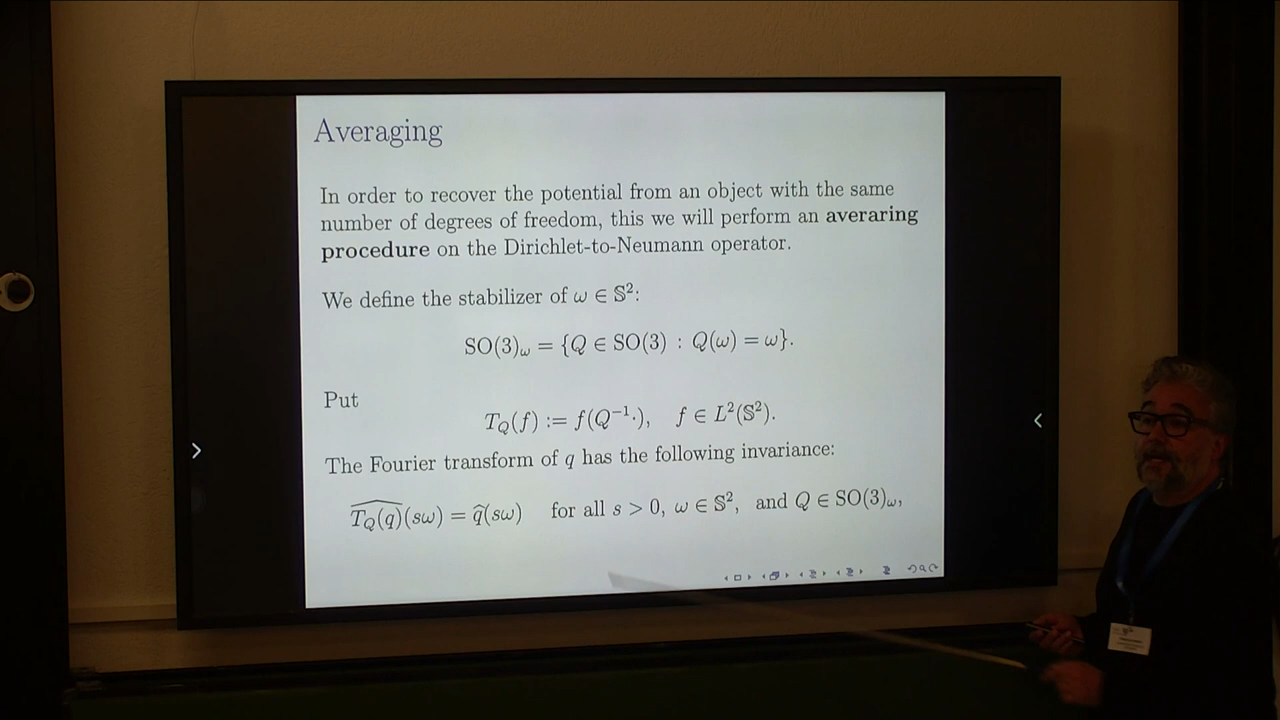 Averaging
In order to recover the potential from an object with the same
number of degrees of freedom, this we will perform an averaring
procedure on the Dirichlet-to-Neumann operator.
We define the stabilizer of ω ∈ 𝕊²:
SO(3)_ω = {Q ∈ SO(3) : Q(ω) = ω}.
Put
T_Q(f) := f(Q⁻¹·), f ∈ L²(𝕊²).
The Fourier transform of q has the following invariance:
\widehat{T_Q(q)}(sω) = \widehat{q}(sω) for all s > 0, ω ∈ 𝕊², and Q ∈ SO(3)_ω,